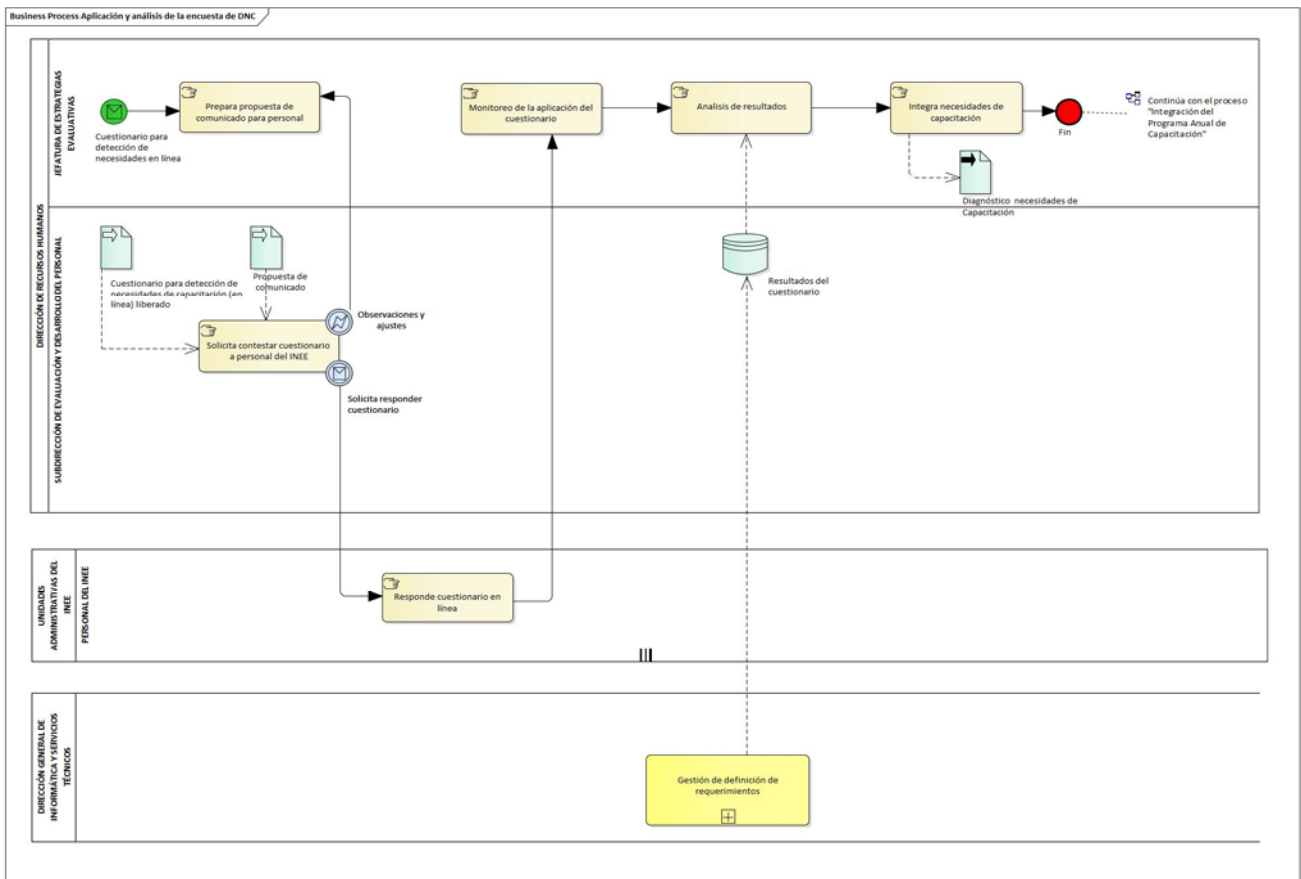 Business Process Aplicación y análisis de la encuesta de DNC
DIRECCIÓN DE RECURSOS HUMANOS
JEFATURA DE ESTRATEGIAS
EVALUATIVAS
Cuestionario para
detección de
necesidades en línea
Prepara propuesta de
comunicado para personal
Monitoreo de la aplicación del
cuestionario
Analisis de resultados
Integra necesidades de
capacitación
Fin
Continúa con el proceso
"Integración del
Programa Anual de
Capacitación"
Diagnóstico necesidades de
Capacitación
SUBDIRECCIÓN DE EVALUACIÓN Y DESARROLLO DEL PERSONAL
Cuestionario para detección de
necesidades de capacitación (en
línea) liberado
Propuesta de
comunicado
Solicita contestar cuestionario
a personal del INEE
Observaciones y
ajustes
Solicita responder
cuestionario
Resultados del
cuestionario
UNIDADES
ADMINISTRATIVAS DEL
INEE
PERSONAL DEL INEE
Responde cuestionario en
línea
DIRECCIÓN GENERAL DE
INFORMÁTICA Y SERVICIOS
TÉCNICOS
Gestión de definición de
requerimientos